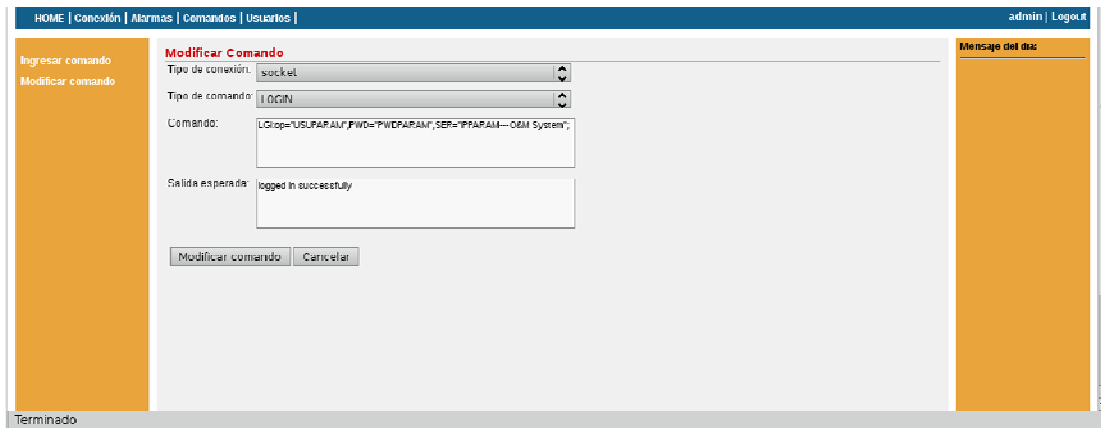 HOME | Conexión | Alarmas | Comandos | Usuarios |
admin | Logout
Ingresar comando
Modificar comando
Modificar Comando
Tipo de conexión: socket
Tipo de comando: LOGIN
Comando: LGI:op="USUPARAM",PWD="PWDPARAM",SER="IPPARAM---O&M System";
Salida esperada: logged in successfully
Modificar comando Cancelar
Mensaje del dia:
Terminado